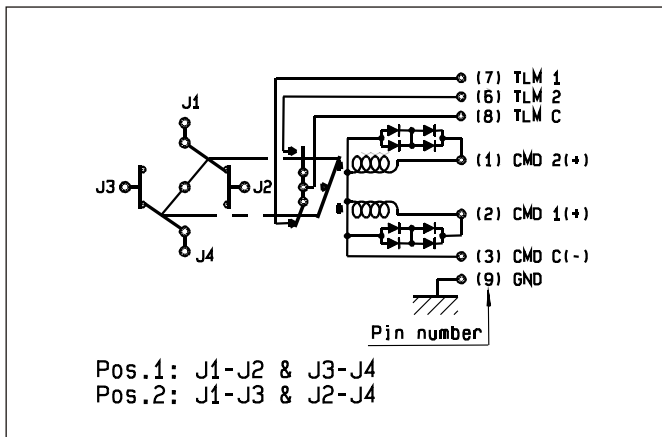 (7) TLM 1
(6) TLM 2
(8) TLM C
J1
(1) CMD 2(+)
J3
J2
(2) CMD 1(+)
J4
(3) CMD C(-)
(9) GND
Pin number
Pos.1: J1-J2 & J3-J4
Pos.2: J1-J3 & J2-J4